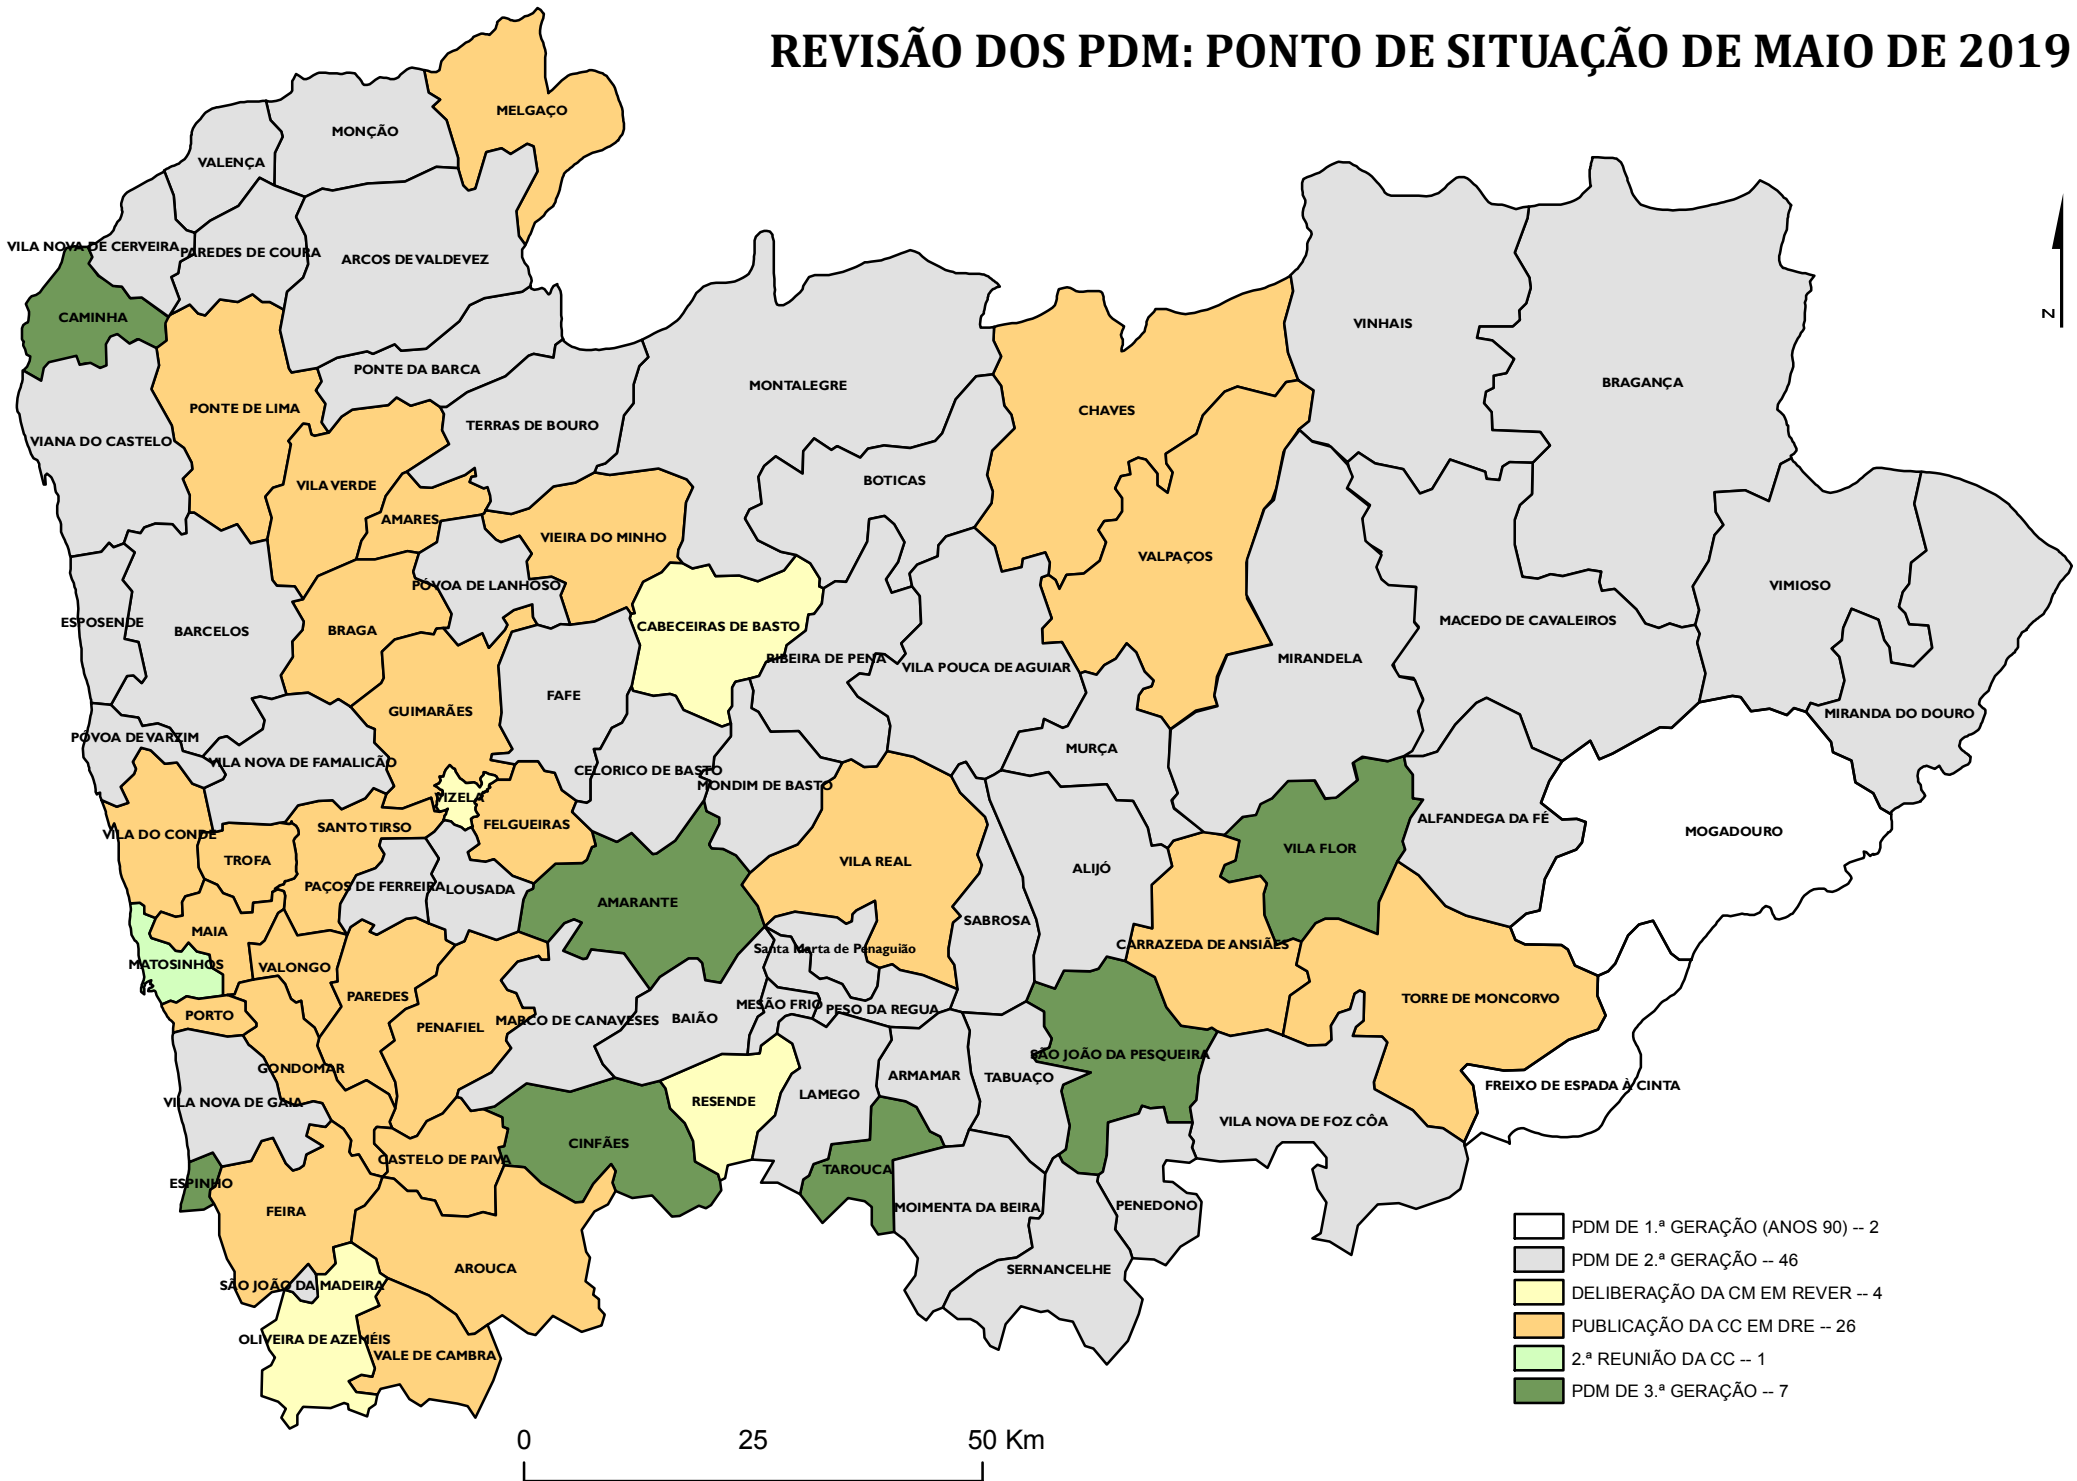 REVISÃO DOS PDM: PONTO DE SITUAÇÃO DE MAIO DE 2019
MELGAÇO
MONÇÃO
VALENÇA
VILA NOVA DE CERVEIRA
PAREDES DE COURA
ARCOS DE VALDEVEZ
CAMINHA
N
VINHAIS
PONTE DA BARCA
BRAGANÇA
MONTALEGRE
PONTE DE LIMA
CHAVES
TERRAS DE BOURO
VIANA DO CASTELO
BOTICAS
VILA VERDE
AMARES
VIEIRA DO MINHO
VALPAÇOS
PÓVOA DE LANHOSO
VIMIOSO
ESPOSENDE
BARCELOS
BRAGA
CABECEIRAS DE BASTO
MACEDO DE CAVALEIROS
RIBEIRA DE PENA
VILA POUCA DE AGUIAR
MIRANDELA
FAFE
GUIMARÃES
MIRANDA DO DOURO
PÓVOA DE VARZIM
MURÇA
VILA NOVA DE FAMALICÃO
CELORICO DE BASTO
MONDIM DE BASTO
VIZELA
VILA DO CONDE
SANTO TIRSO
FELGUEIRAS
ALFANDEGA DA FÉ
MOGADOURO
TROFA
VILA REAL
VILA FLOR
ALIJÓ
PAÇOS DE FERREIRA
LOUSADA
AMARANTE
SABROSA
MAIA
Santa Marta de Penaguião
CARRAZEDA DE ANSIÃES
MATOSINHOS
VALONGO
PAREDES
TORRE DE MONCORVO
MESÃO FRIO
PESO DA REGUA
PORTO
PENAFIEL
MARCO DE CANAVESES
BAIÃO
SÃO JOÃO DA PESQUEIRA
GONDOMAR
ARMAMAR
TABUAÇO
FREIXO DE ESPADA À CINTA
VILA NOVA DE GAIA
RESENDE
LAMEGO
VILA NOVA DE FOZ CÔA
CINFÃES
CASTELO DE PAIVA
TAROUCA
ESPINHO
FEIRA
MOIMENTA DA BEIRA
PENEDONO
AROUCA
SERNANCELHE
SÃO JOÃO DA MADEIRA
OLIVEIRA DE AZEMÉIS
VALE DE CAMBRA
PDM DE 1.ª GERAÇÃO (ANOS 90) -- 2
PDM DE 2.ª GERAÇÃO -- 46
DELIBERAÇÃO DA CM EM REVER -- 4
PUBLICAÇÃO DA CC EM DRE -- 26
2.ª REUNIÃO DA CC -- 1
PDM DE 3.ª GERAÇÃO -- 7
0 25 50 Km